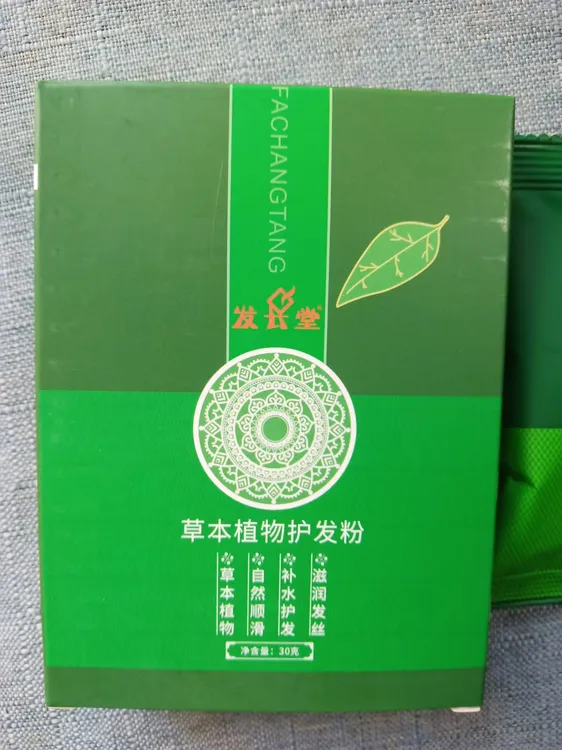 FACHANGTANG
发长堂
草本植物护发粉
草本植物
自然顺滑
补水护发
滋润发丝
净含量：30克